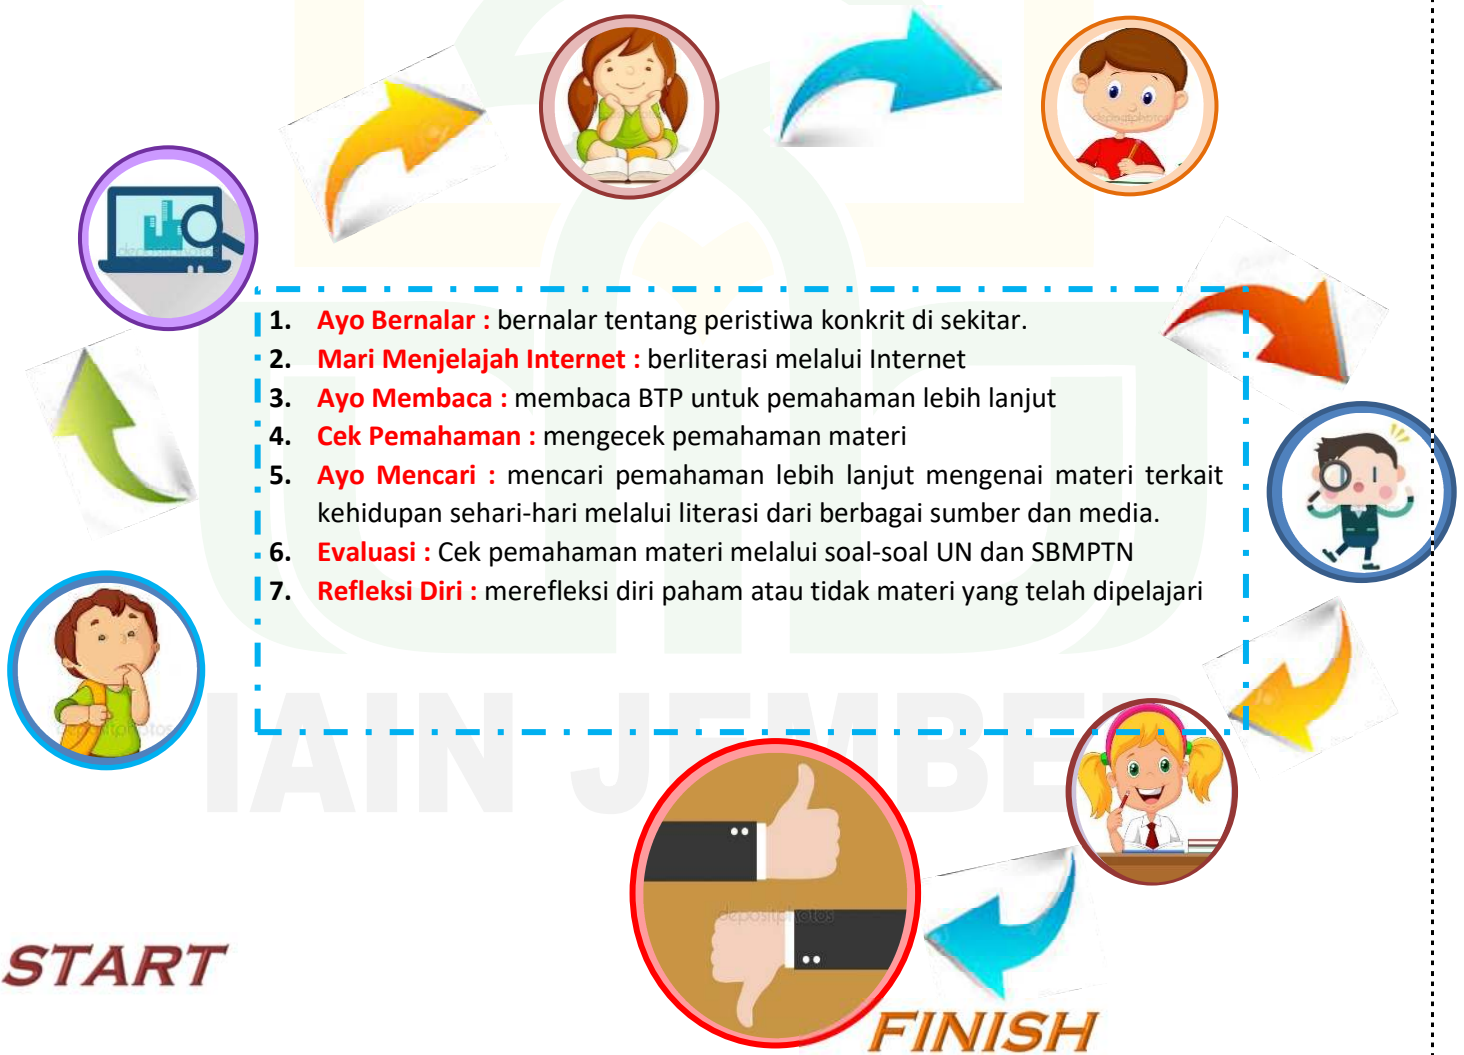 1. Ayo Bernalar : bernalar tentang peristiwa konkrit di sekitar.
2. Mari Menjelajah Internet : berliterasi melalui Internet
3. Ayo Membaca : membaca BTP untuk pemahaman lebih lanjut
4. Cek Pemahaman : mengecek pemahaman materi
5. Ayo Mencari : mencari pemahaman lebih lanjut mengenai materi terkait
kehidupan sehari-hari melalui literasi dari berbagai sumber dan media.
6. Evaluasi : Cek pemahaman materi melalui soal-soal UN dan SBMPTN
7. Refleksi Diri : merefleksi diri paham atau tidak materi yang telah dipelajari
IAIN JEMBER
depositphotos
START
FINISH